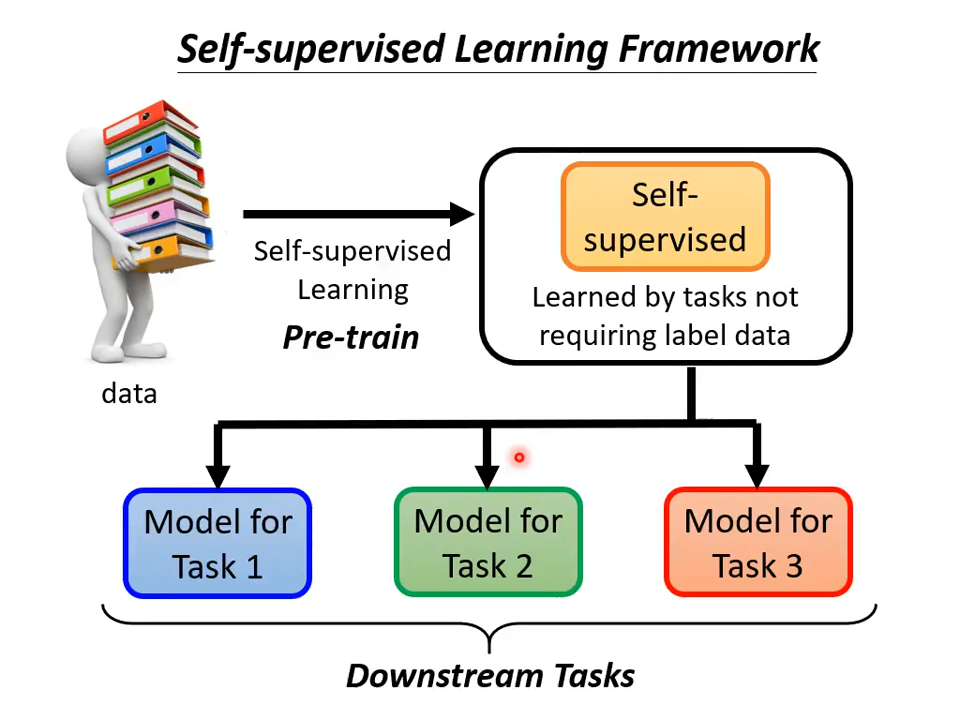 Self-supervised Learning Framework
Self-
supervised
Self-supervised
Learning
Pre-train
Learned by tasks not
requiring label data
data
Model for
Task 1
Model for
Task 2
Model for
Task 3
Downstream Tasks